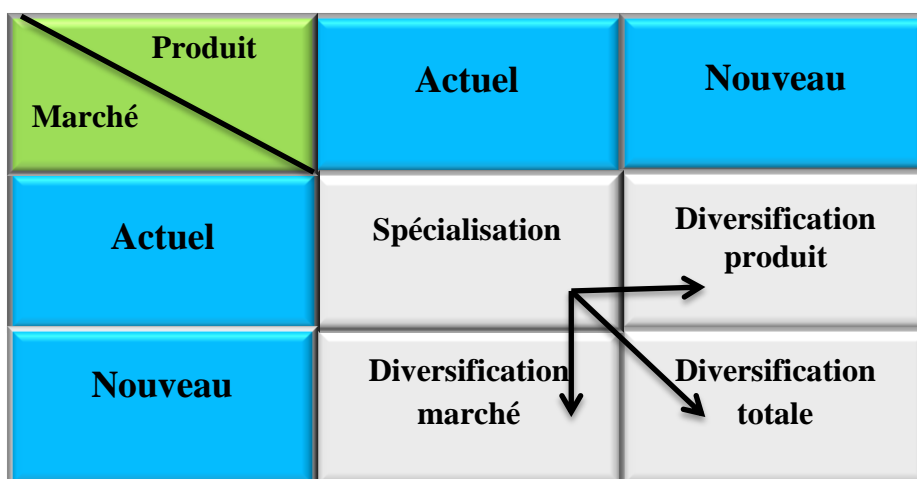 Produit
Marché
Actuel
Nouveau
Actuel
Spécialisation
Diversification
produit
Nouveau
Diversification
marché
Diversification
totale